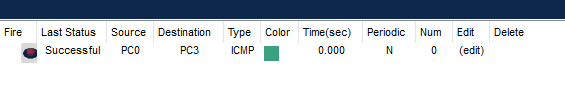 Fire Last Status Source Destination Type Color Time(sec) Periodic Num Edit Delete
Successful PC0 PC3 ICMP 0.000 N 0 (edit)